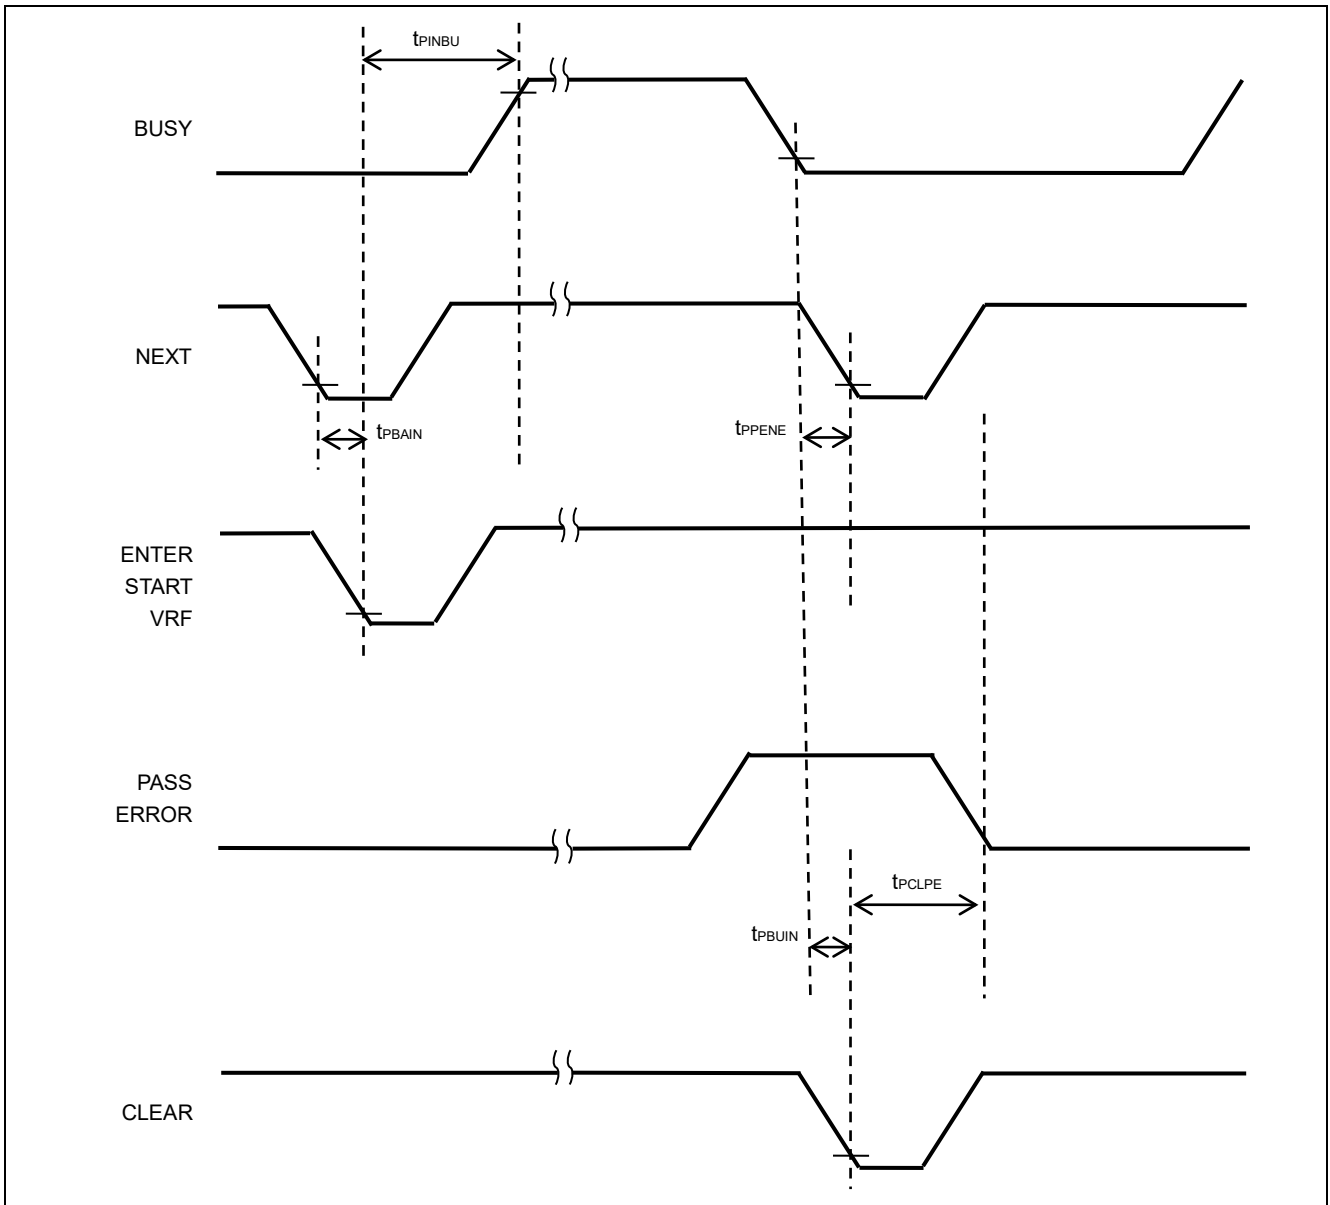 tPINBU
BUSY
NEXT
tPBAIN
tPPENE
ENTER
START
VRF
PASS
ERROR
tPCLPE
tPBUIN
CLEAR